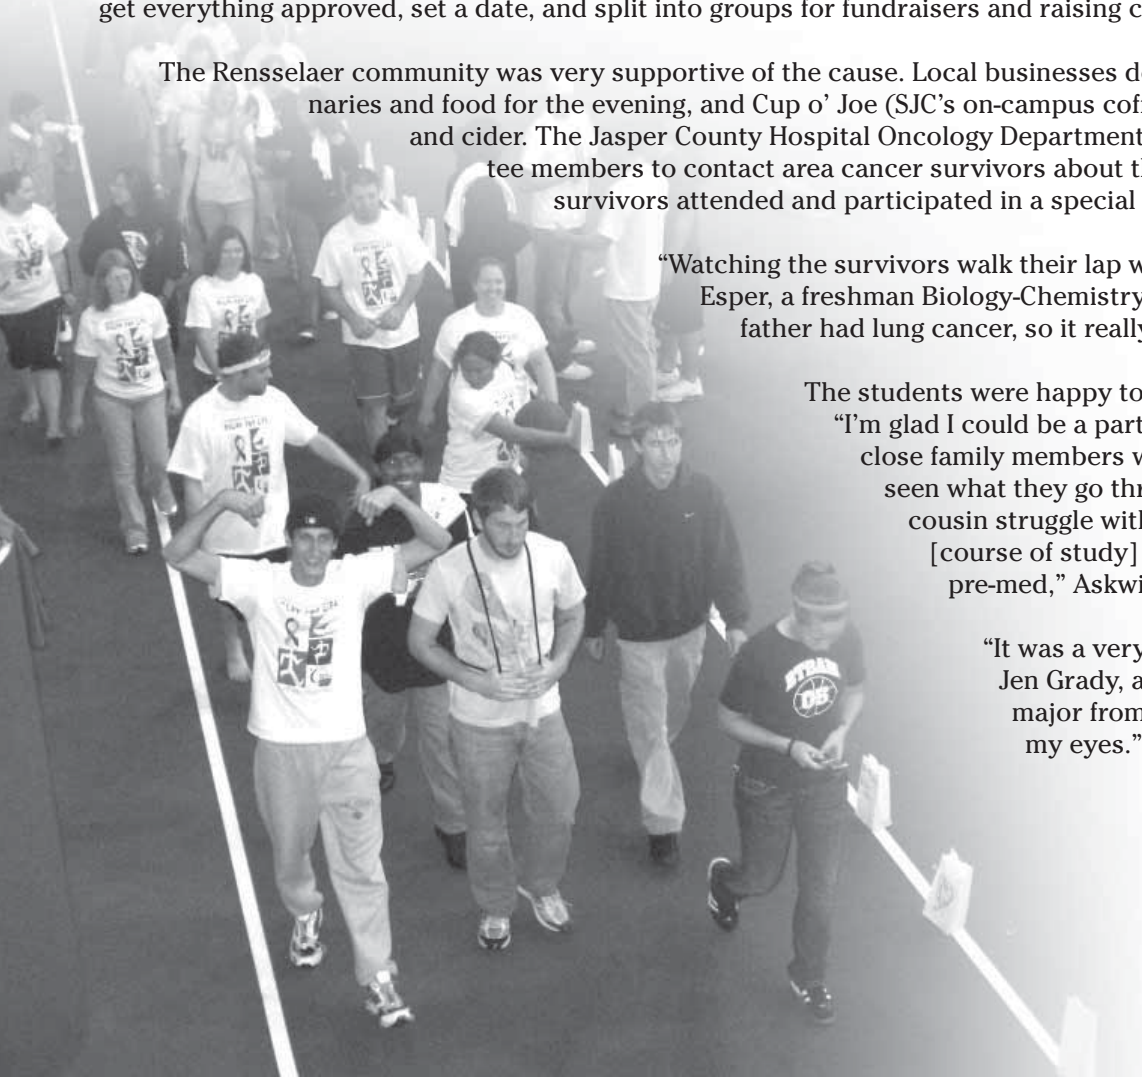 get everything approved, set a date, and split into groups for fundraisers and raising c
The Rensselaer community was very supportive of the cause. Local businesses d
naries and food for the evening, and Cup o’ Joe (SJC’s on-campus cof
and cider. The Jasper County Hospital Oncology Department
tee members to contact area cancer survivors about t
survivors attended and participated in a special
“Watching the survivors walk their lap w
Esper, a freshman Biology-Chemistry
father had lung cancer, so it really
The students were happy to
“I’m glad I could be a part
close family members w
seen what they go thr
cousin struggle with
[course of study]
pre-med,” Askwi
“It was a very
Jen Grady, a
major from
my eyes.”
RELAY FOR LIFE
DS